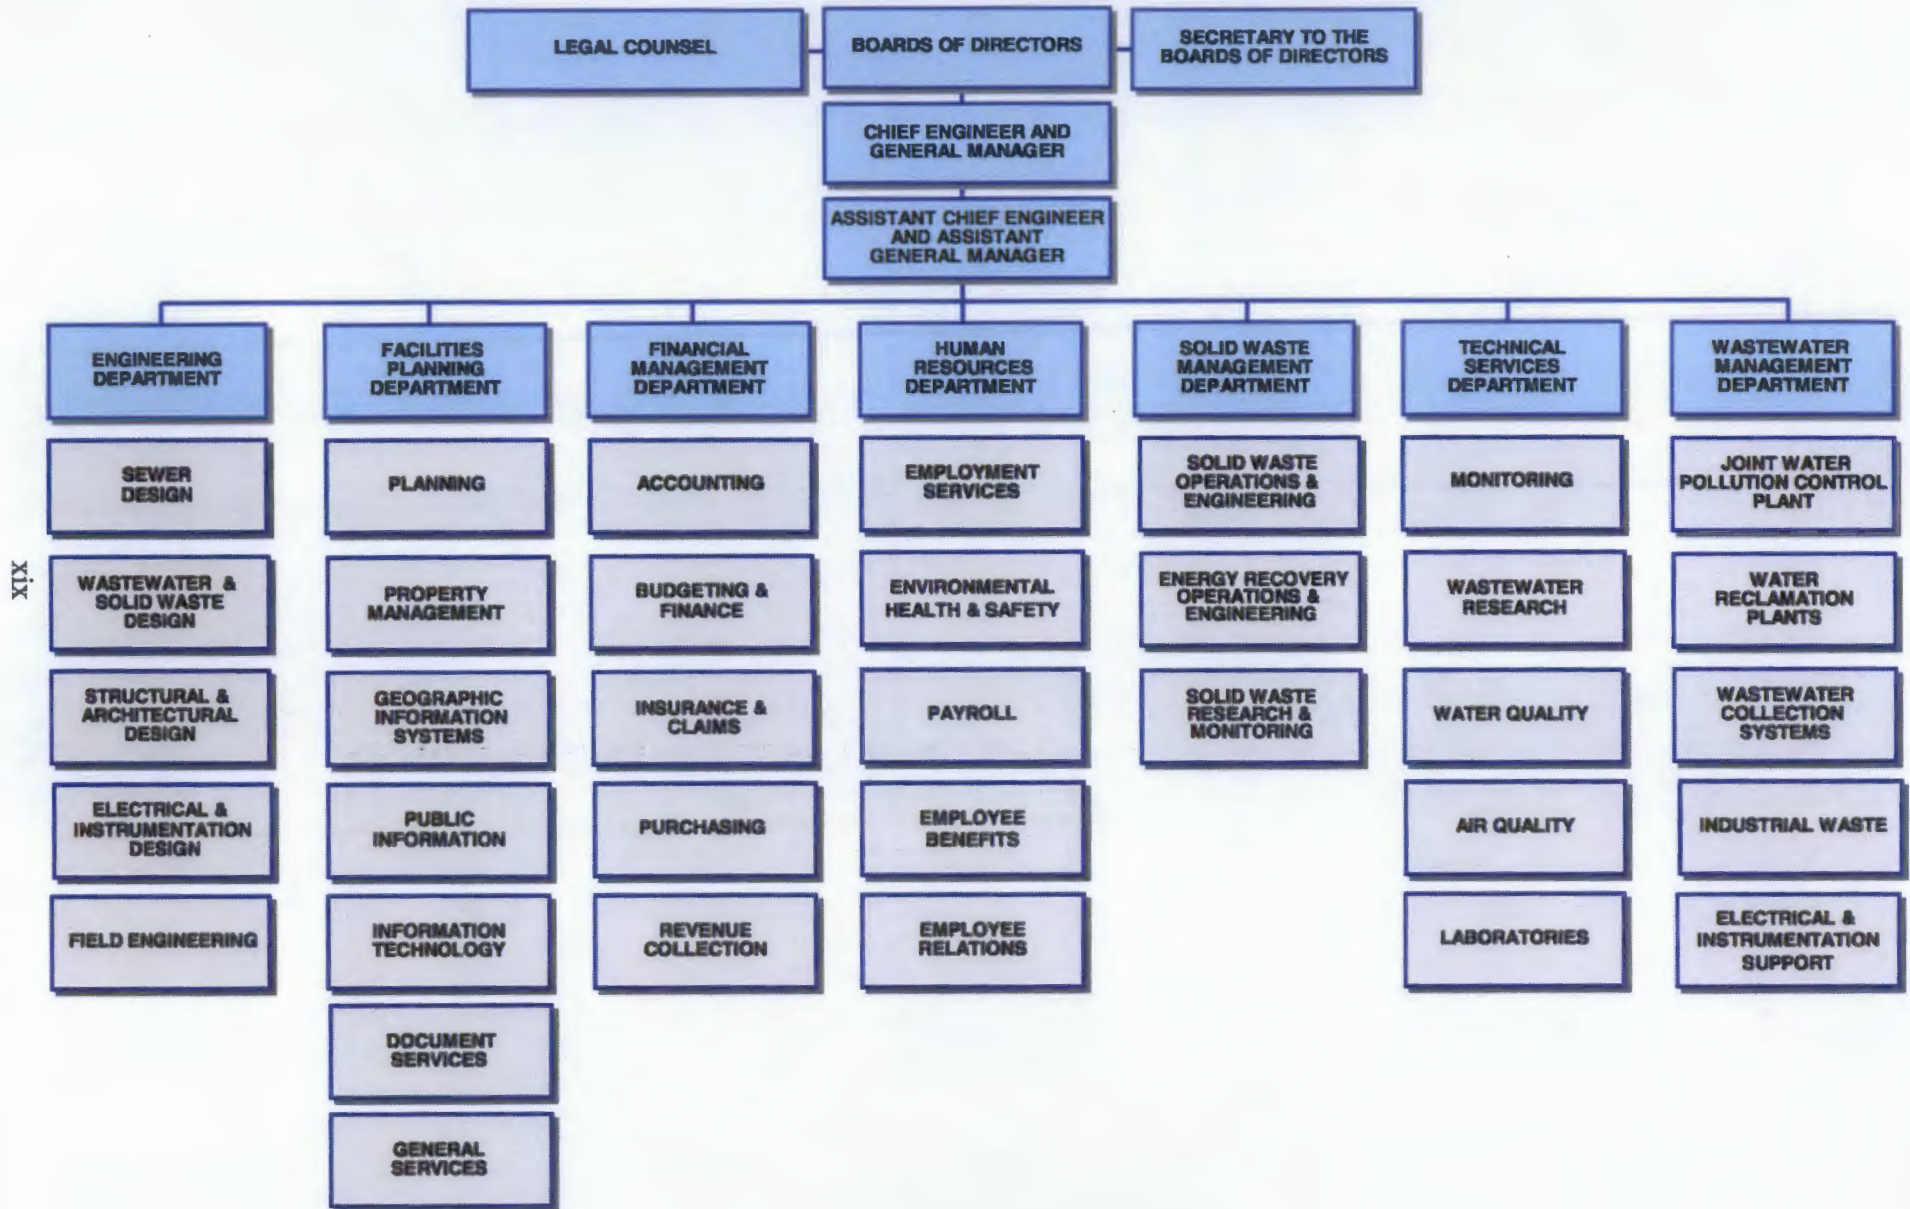 LEGAL COUNSEL
BOARDS OF DIRECTORS
SECRETARY TO THE
BOARDS OF DIRECTORS
CHIEF ENGINEER AND
GENERAL MANAGER
ASSISTANT CHIEF ENGINEER
AND ASSISTANT
GENERAL MANAGER
ENGINEERING
DEPARTMENT
SEWER
DESIGN
WASTEWATER &
SOLID WASTE
DESIGN
STRUCTURAL &
ARCHITECTURAL
DESIGN
ELECTRICAL &
INSTRUMENTATION
DESIGN
FIELD ENGINEERING
FACILITIES
PLANNING
DEPARTMENT
PLANNING
PROPERTY
MANAGEMENT
GEOGRAPHIC
INFORMATION
SYSTEMS
PUBLIC
INFORMATION
INFORMATION
TECHNOLOGY
DOCUMENT
SERVICES
GENERAL
SERVICES
FINANCIAL
MANAGEMENT
DEPARTMENT
ACCOUNTING
BUDGETING &
FINANCE
INSURANCE &
CLAIMS
PURCHASING
REVENUE
COLLECTION
HUMAN
RESOURCES
DEPARTMENT
EMPLOYMENT
SERVICES
ENVIRONMENTAL
HEALTH & SAFETY
PAYROLL
EMPLOYEE
BENEFITS
EMPLOYEE
RELATIONS
SOLID WASTE
MANAGEMENT
DEPARTMENT
SOLID WASTE
OPERATIONS &
ENGINEERING
ENERGY RECOVERY
OPERATIONS &
ENGINEERING
SOLID WASTE
RESEARCH &
MONITORING
TECHNICAL
SERVICES
DEPARTMENT
MONITORING
WASTEWATER
RESEARCH
WATER QUALITY
AIR QUALITY
LABORATORIES
WASTEWATER
MANAGEMENT
DEPARTMENT
JOINT WATER
POLLUTION CONTROL
PLANT
WATER
RECLAMATION
PLANTS
WASTEWATER
COLLECTION
SYSTEMS
INDUSTRIAL WASTE
ELECTRICAL &
INSTRUMENTATION
SUPPORT
xix